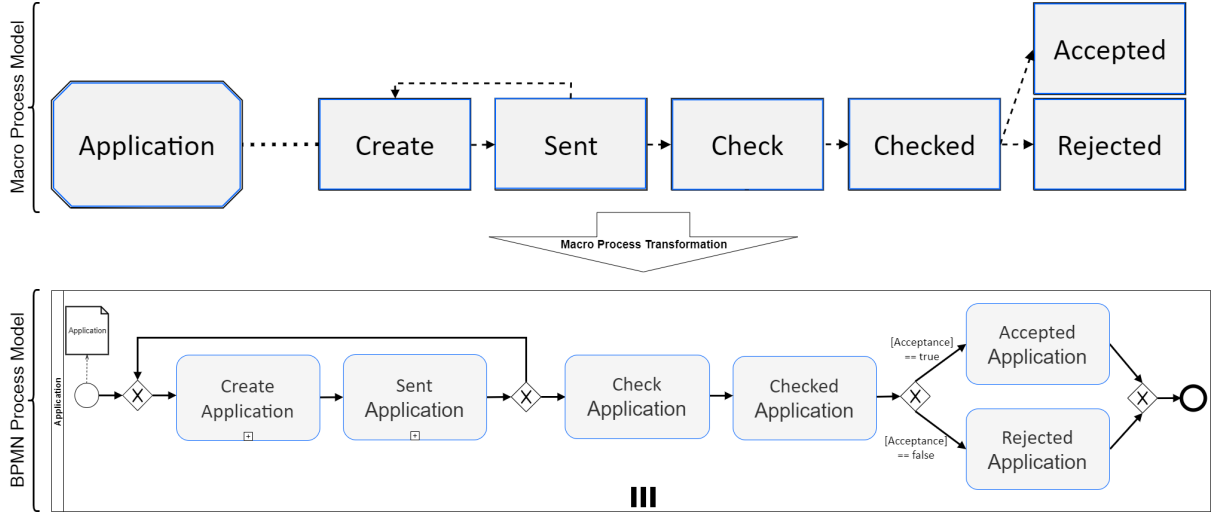 Macro Process Model
Application
Create
Sent
Check
Checked
Accepted
Rejected
Macro Process Transformation
BPMN Process Model
Application
Application
Create
Application
Sent
Application
Check
Application
Checked
Application
[Acceptance]
== true
[Acceptance]
== false
Accepted
Application
Rejected
Application